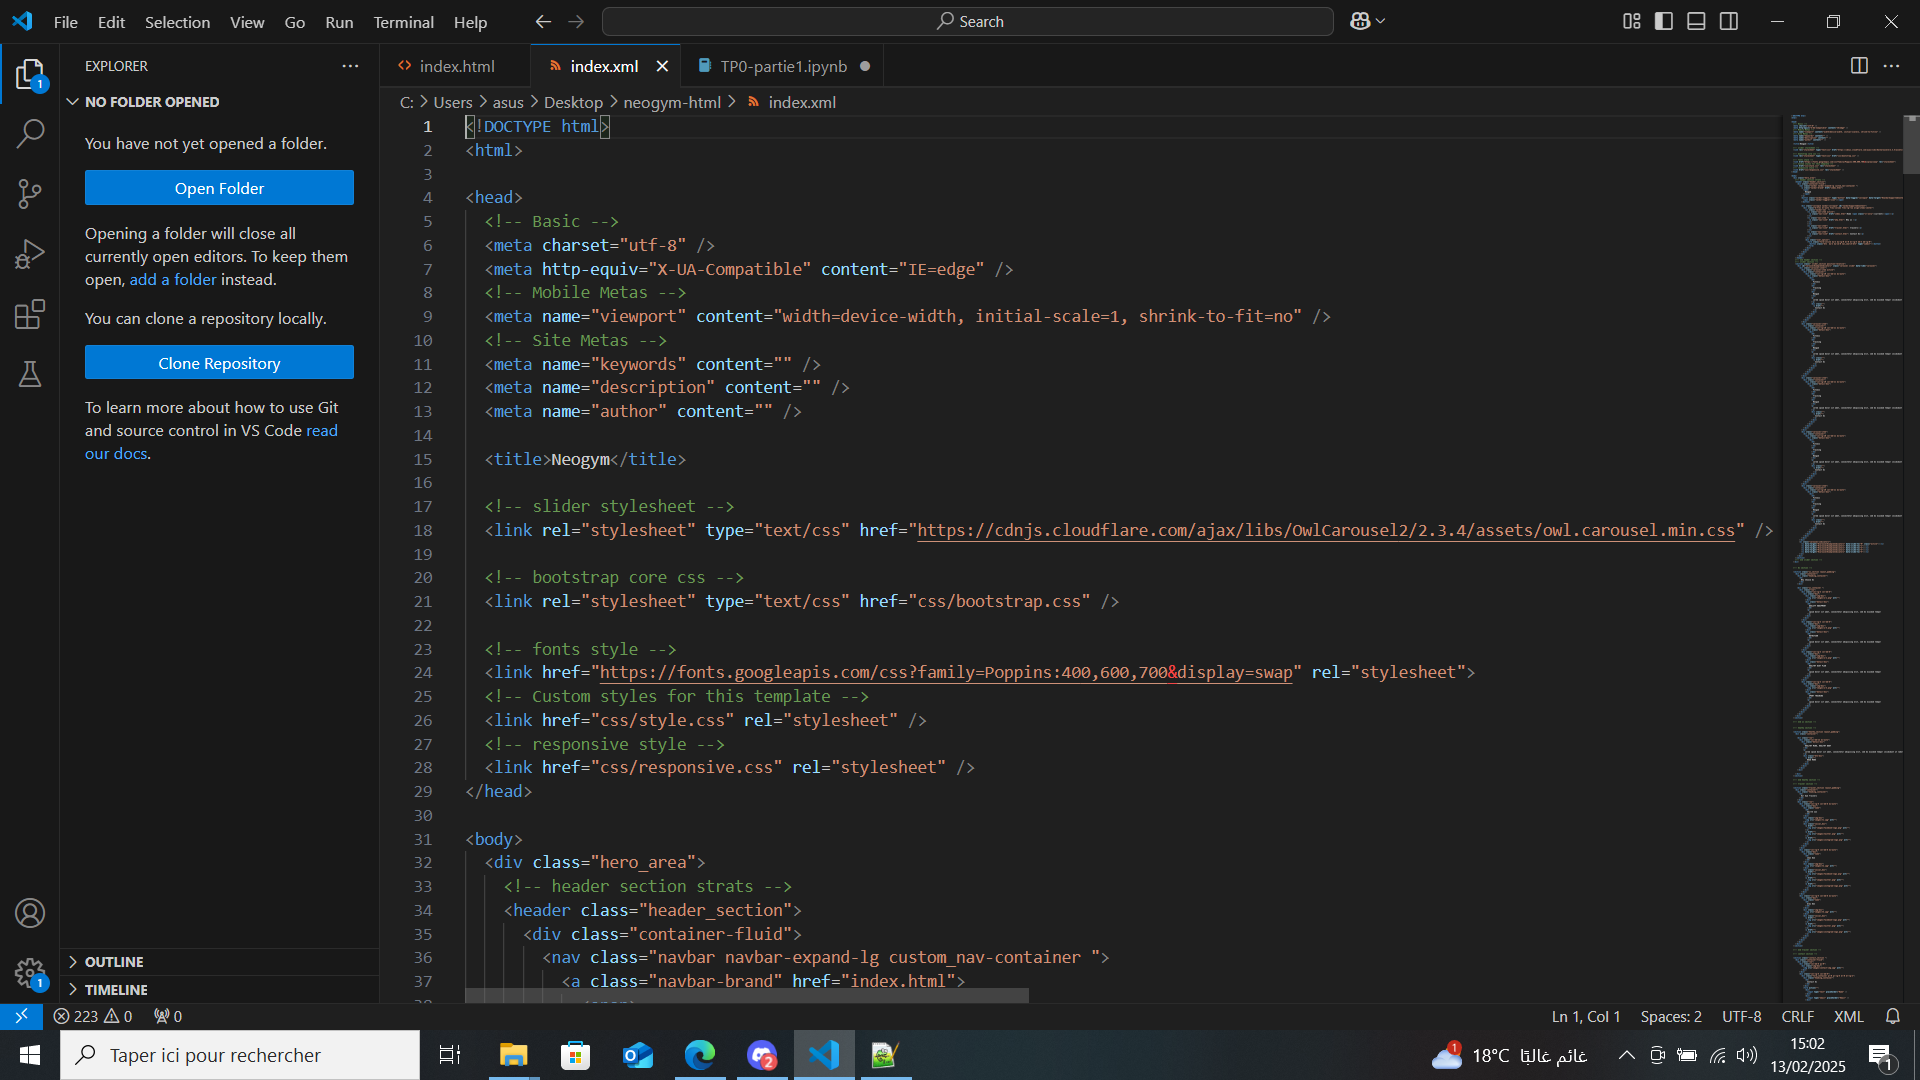 File Edit Selection View Go Run Terminal Help
Search
EXPLORER
NO FOLDER OPENED
You have not yet opened a folder.
Open Folder
Opening a folder will close all
currently open editors. To keep them
open, add a folder instead.
You can clone a repository locally.
Clone Repository
To learn more about how to use Git
and source control in VS Code read
our docs.
OUTLINE
TIMELINE
index.html index.xml TP0-partie1.ipynb
C: Users asus Desktop neogym-html index.xml
1 <!DOCTYPE html>
2 <html>
3
4 <head>
5 <!-- Basic -->
6 <meta charset="utf-8" />
7 <meta http-equiv="X-UA-Compatible" content="IE=edge" />
8 <!-- Mobile Metas -->
9 <meta name="viewport" content="width=device-width, initial-scale=1, shrink-to-fit=no" />
10 <!-- Site Metas -->
11 <meta name="keywords" content="" />
12 <meta name="description" content="" />
13 <meta name="author" content="" />
14
15 <title>Neogym</title>
16
17 <!-- slider stylesheet -->
18 <link rel="stylesheet" type="text/css" href="https://cdnjs.cloudflare.com/ajax/libs/OwlCarousel2/2.3.4/assets/owl.carousel.min.css" />
19
20 <!-- bootstrap core css -->
21 <link rel="stylesheet" type="text/css" href="css/bootstrap.css" />
22
23 <!-- fonts style -->
24 <link href="https://fonts.googleapis.com/css?family=Poppins:400,600,700&display=swap" rel="stylesheet">
25 <!-- Custom styles for this template -->
26 <link href="css/style.css" rel="stylesheet" />
27 <!-- responsive style -->
28 <link href="css/responsive.css" rel="stylesheet" />
29 </head>
30
31 <body>
32 <div class="hero_area">
33 <!-- header section strats -->
34 <header class="header_section">
35 <div class="container-fluid">
36 <nav class="navbar navbar-expand-lg custom_nav-container ">
37 <a class="navbar-brand" href="index.html">
223 0 0
Ln 1, Col 1 Spaces: 2 UTF-8 CRLF XML
Taper ici pour rechercher
2
1
18°C غائم غالبًا
15:02
13/02/2025
1